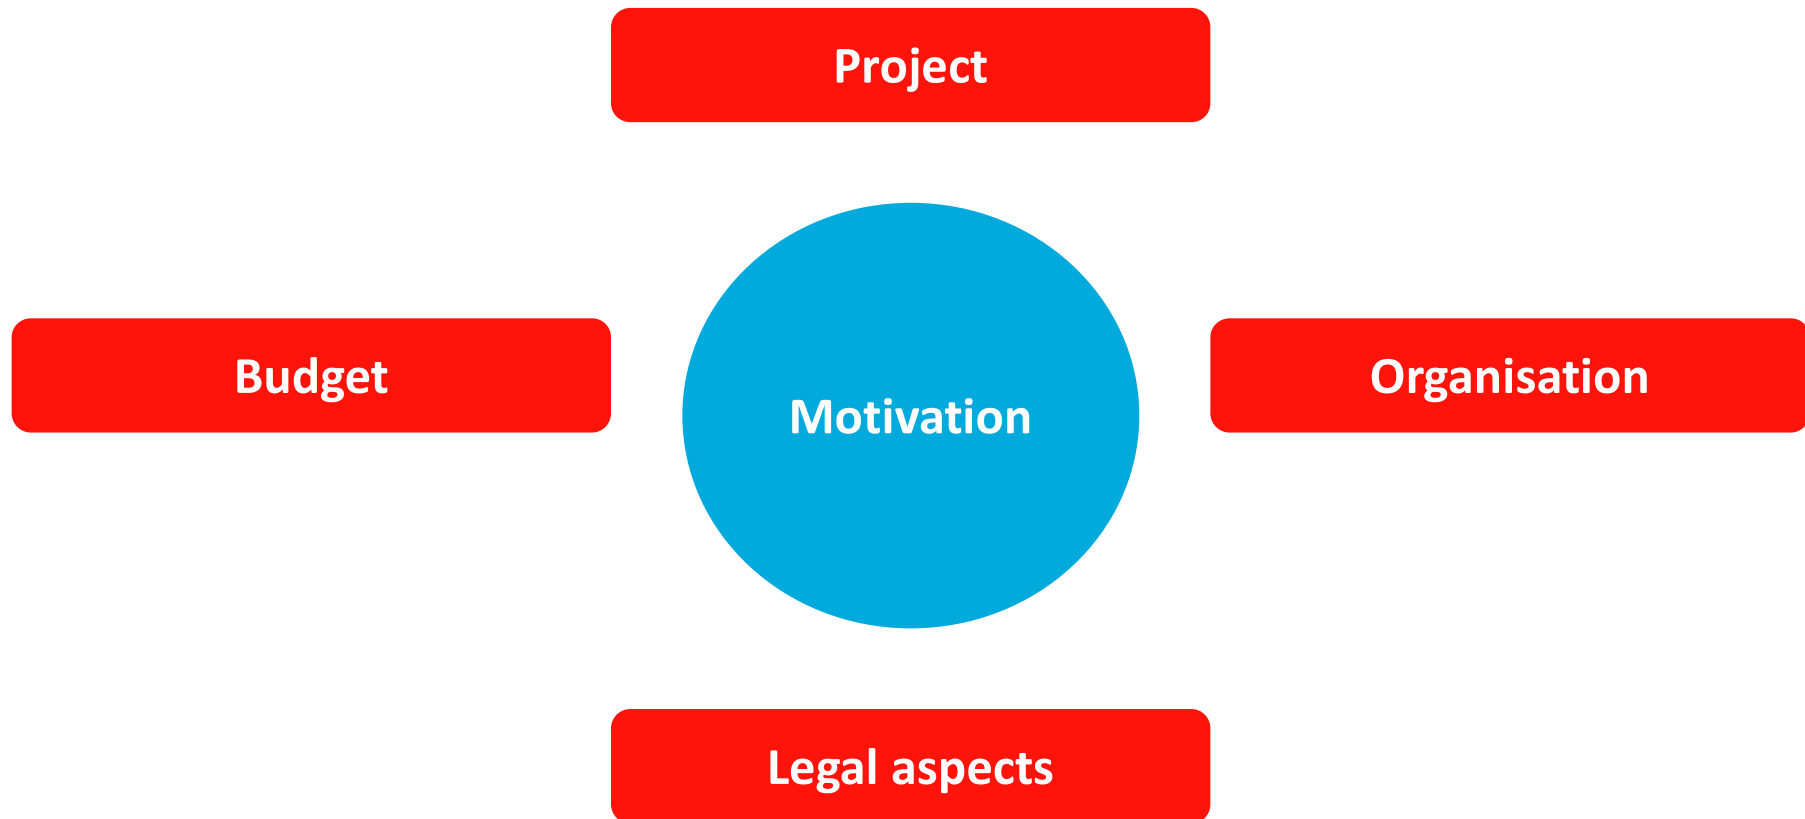 Project
Budget
Motivation
Organisation
Legal aspects